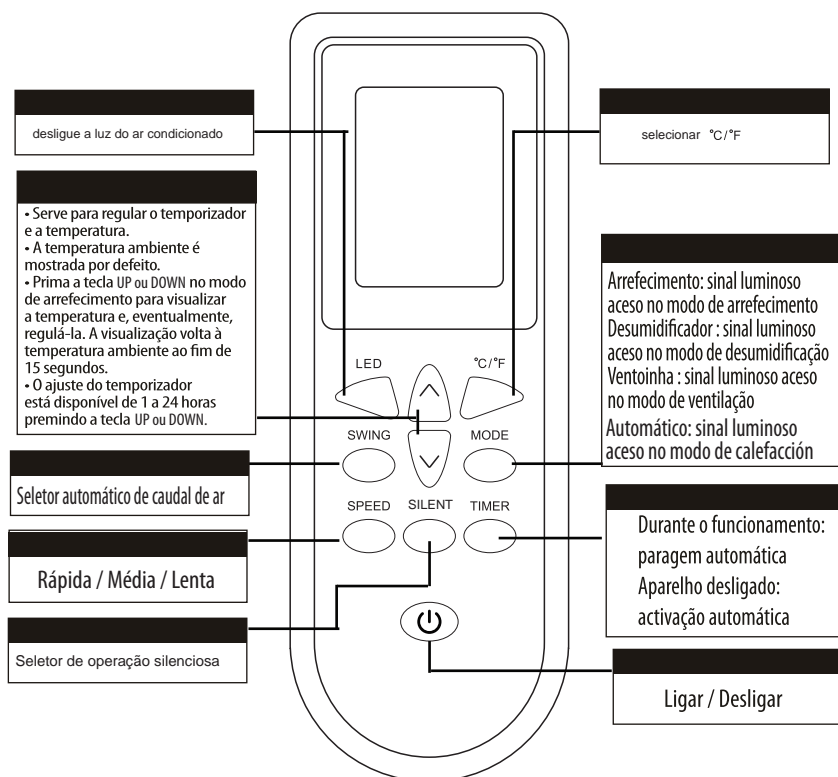 desligue a luz do ar condicionado
selecionar °C/°F
• Serve para regular o temporizador
e a temperatura.
• A temperatura ambiente é
mostrada por defeito.
• Prima a tecla UP ou DOWN no modo
de arrefecimento para visualizar
a temperatura e, eventualmente,
regulá-la. A visualização volta à
temperatura ambiente ao fim de
15 segundos.
• O ajuste do temporizador
está disponível de 1 a 24 horas
premindo a tecla UP ou DOWN.
Arrefecimento: sinal luminoso
aceso no modo de arrefecimento
Desumidificador : sinal luminoso
aceso no modo de desumidificação
Ventoinha : sinal luminoso aceso
no modo de ventilação
Automático: sinal luminoso
aceso no modo de calefacción
LED
°C/°F
SWING
MODE
SPEED SILENT TIMER
Seletor automático de caudal de ar
Rápida / Média / Lenta
Seletor de operação silenciosa
Durante o funcionamento:
paragem automática
Aparelho desligado:
activação automática
Ligar / Desligar